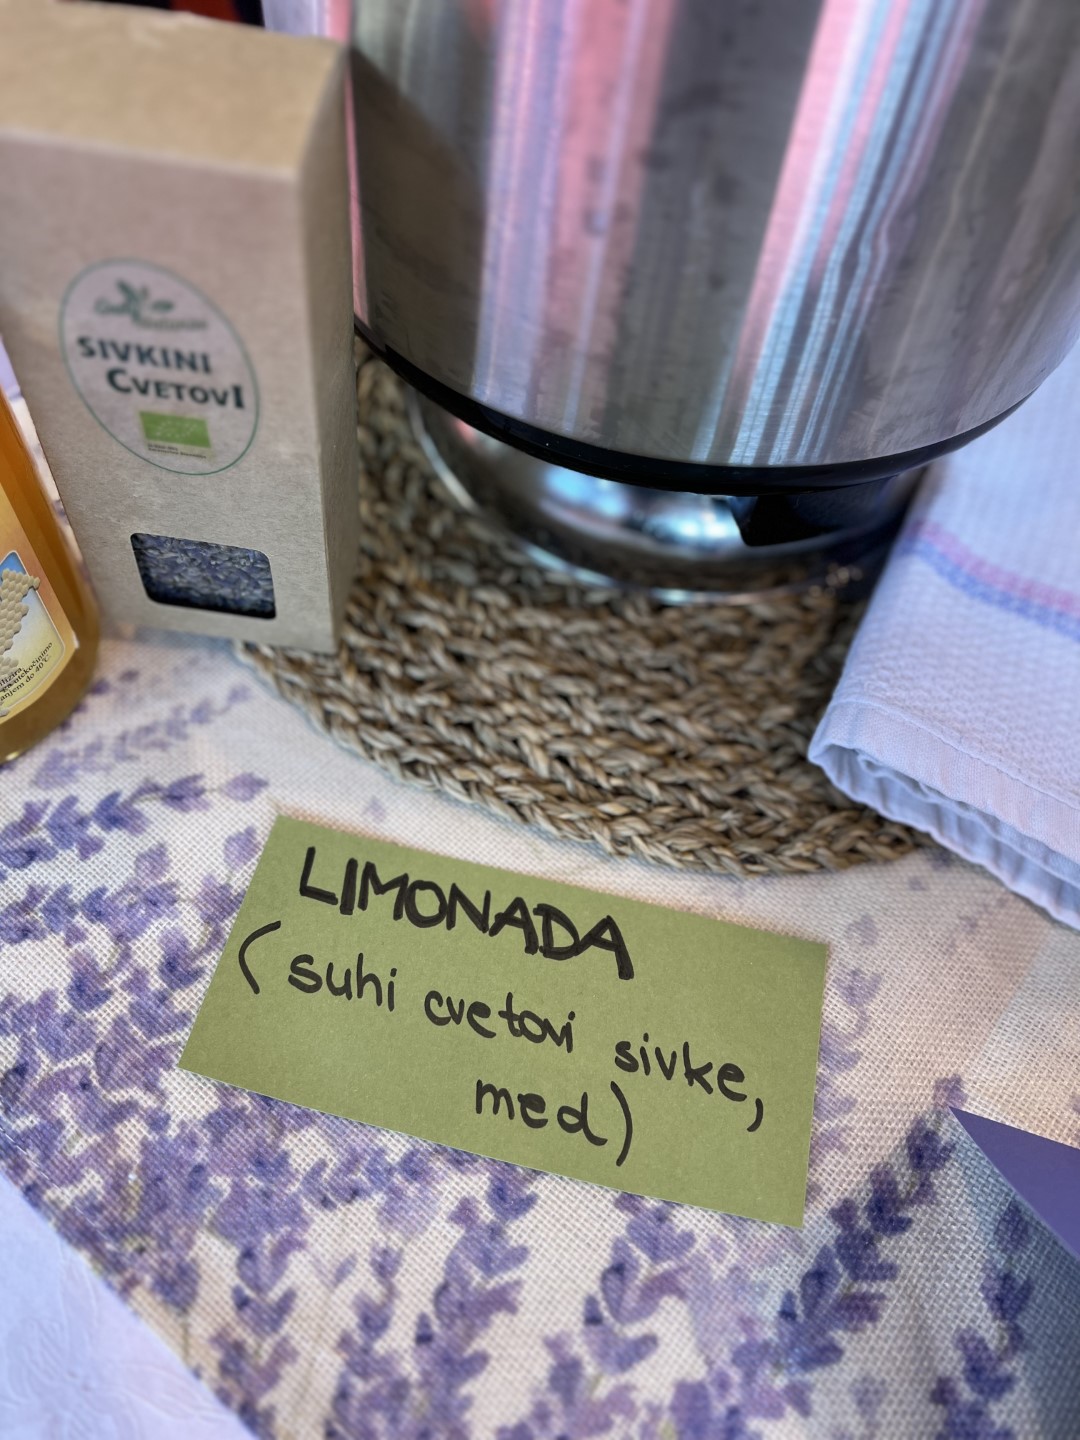 SIVKINI
CVETOVI
LIMONADA
(suhi cvetovi sivke,
med)